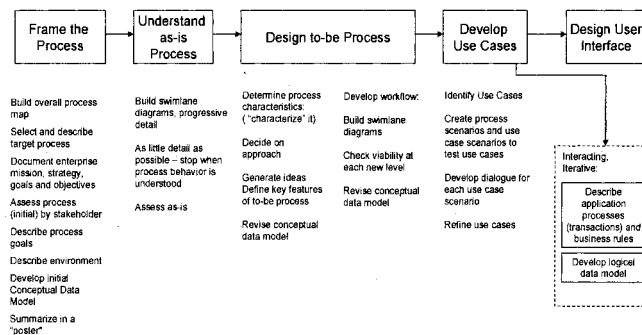 Frame the
Process
Understand
as-is
Process
Design to-be Process
Develop
Use Cases
Design User
Interface
Build overall process
map
Select and describe
target process
Document enterprise
mission, strategy,
goals and objectives
Assess process
(initial) by stakeholder
Describe process
goals
Describe environment
Develop initial
Conceptual Data
Model
Summarize in a
"poster"
Build swimlane
diagrams, progressive
detail
As little detail as
possible – stop when
process behavior is
understood
Assess as-is
Determine process
characteristics:
( "characterize" it)
Decide on
approach
Generate ideas
Define key features
of to-be process
Revise conceptual
data model
Develop workflow:
Build swimlane
diagrams
Check viability at
each new level
Revise conceptual
data model
Identify Use Cases
Create process
scenarios and use
case scenarios to
test use cases
Develop dialogue for
each use case
scenario
Refine use cases
Interacting,
Iterative:
Describe
application
processes
(transactions) and
business rules
Develop logical
data model